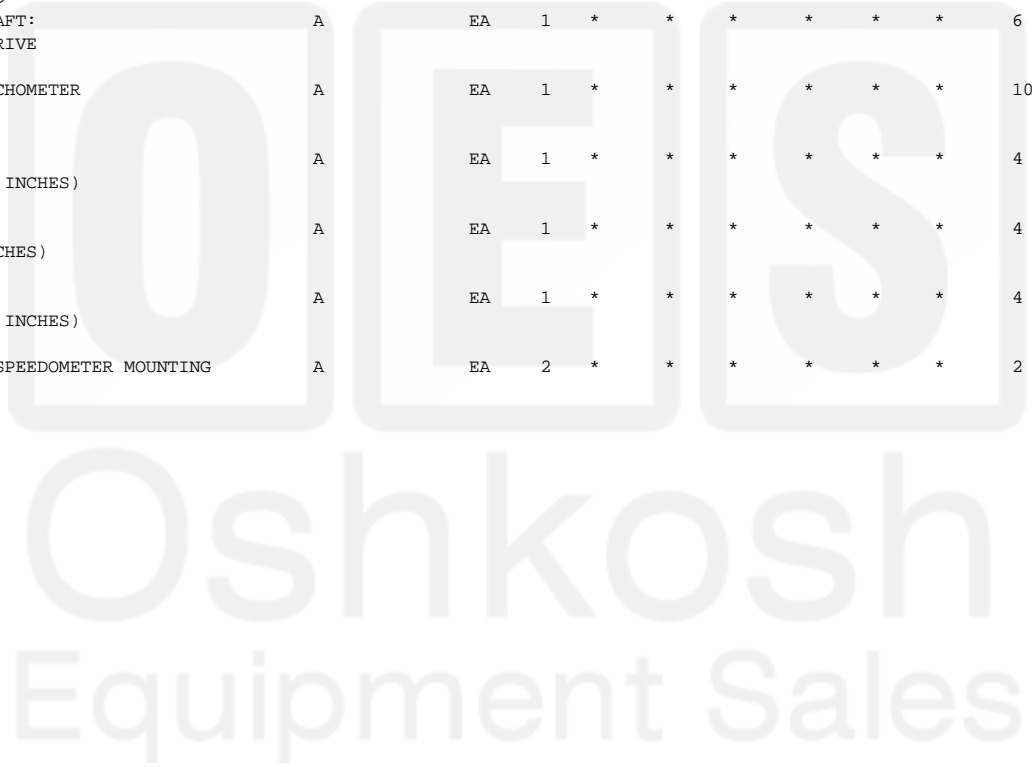 AFT: A EA 1 * * * * * * 6
RIVE
CHOMETER A EA 1 * * * * * * 10
A EA 1 * * * * * * 4
INCHES)
A EA 1 * * * * * * 4
CHES)
A EA 1 * * * * * * 4
INCHES)
SPEEDOMETER MOUNTING A EA 2 * * * * * * 2
OES
Oshkosh
Equipment Sales